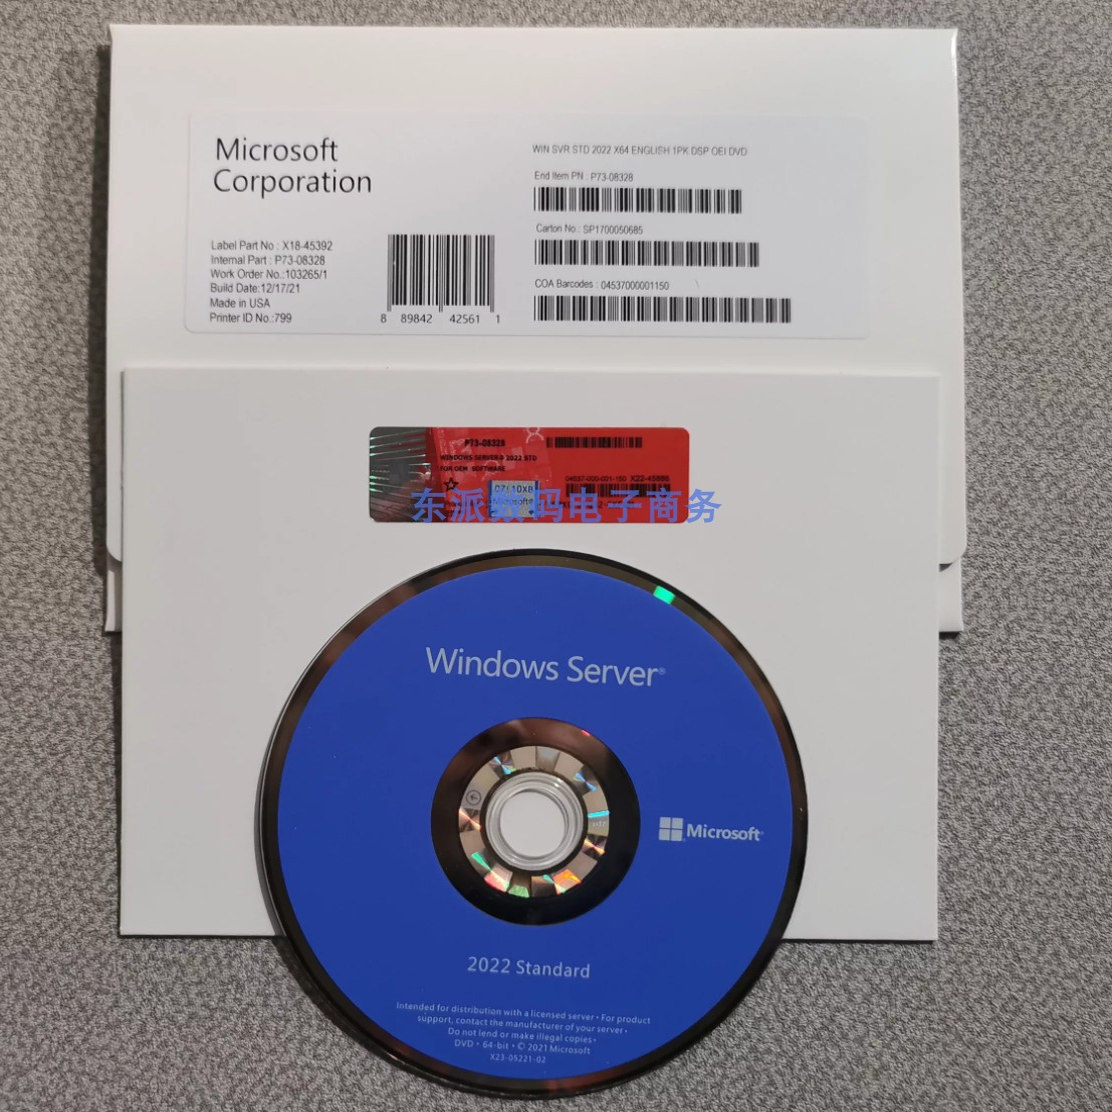 Microsoft
Corporation
WIN SVR STD 2022 X64 ENGLISH 1PK DSP OEI DVD
End Item PN : P73-08328
Carton No.: SP1700050685
COA Barcodes : 04537000001150
Label Part No : X18-45392
Internal Part : P73-08328
Work Order No.:103265/1
Build Date:12/17/21
Made in USA
Printer ID No.:799
8 89842 42561 1
P73-08328
WINDOWS SERVER® 2022 STD
FOR OEM SOFTWARE
04537-000-001-150
Microsoft®
东派数码电子商务
Windows Server®
Microsoft
2022 Standard
Intended for distribution with a licensed server • For product
support, contact the manufacturer of your server •
Do not lend or make illegal copies•
DVD • 64-bit • © 2021 Microsoft
X23-05221-02